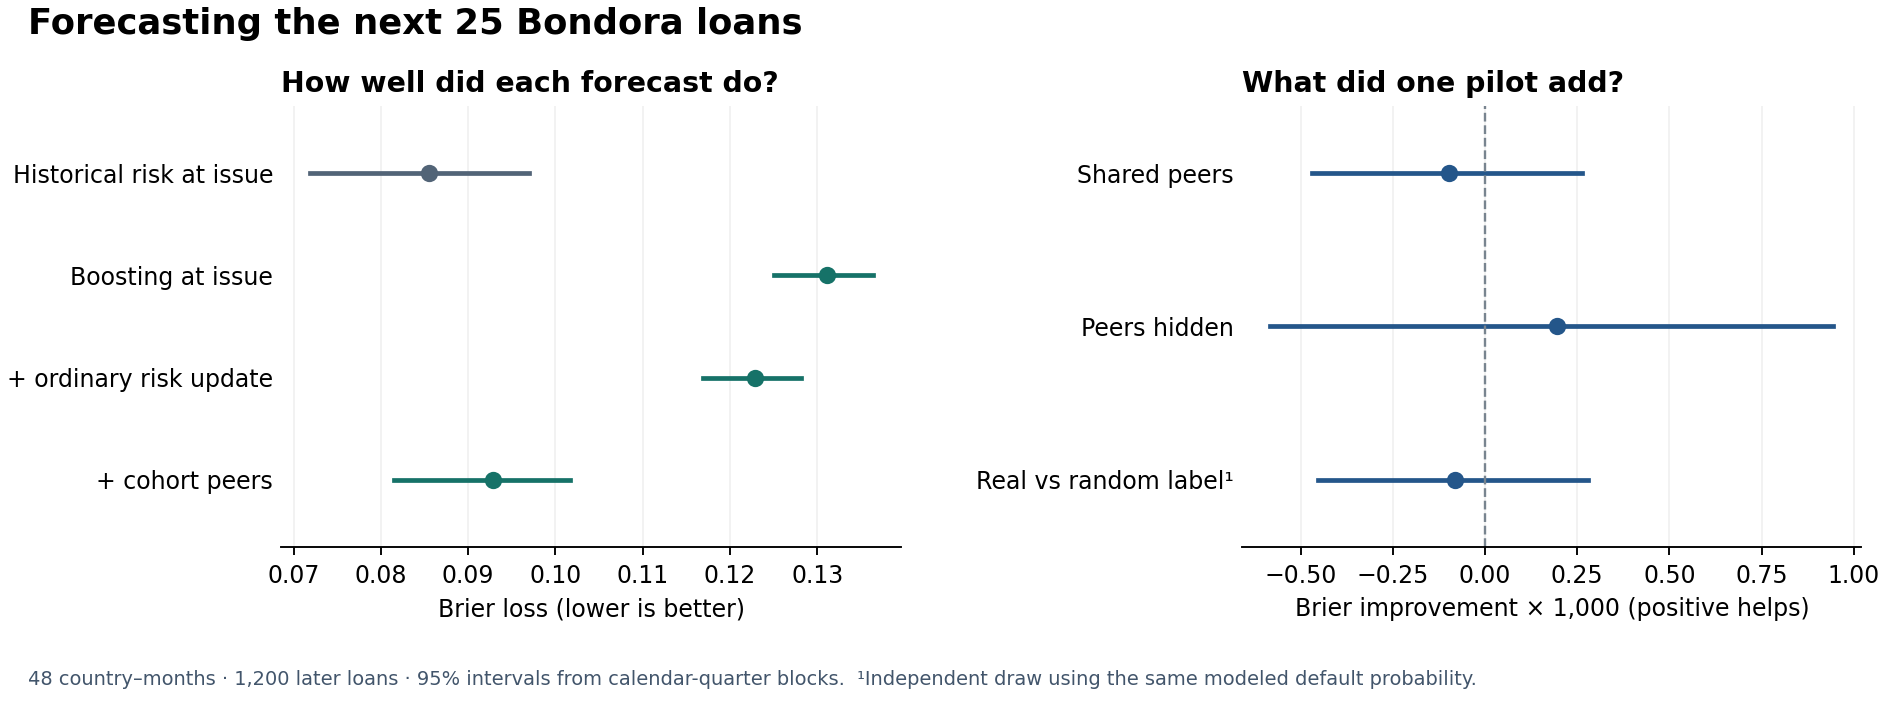 Forecasting the next 25 Bondora loans
How well did each forecast do?
Historical risk at issue
Boosting at issue
+ ordinary risk update
+ cohort peers
0.07 0.08 0.09 0.10 0.11 0.12 0.13
Brier loss (lower is better)
What did one pilot add?
Shared peers
Peers hidden
Real vs random label¹
−0.50 −0.25 0.00 0.25 0.50 0.75 1.00
Brier improvement × 1,000 (positive helps)
48 country–months · 1,200 later loans · 95% intervals from calendar-quarter blocks. ¹Independent draw using the same modeled default probability.